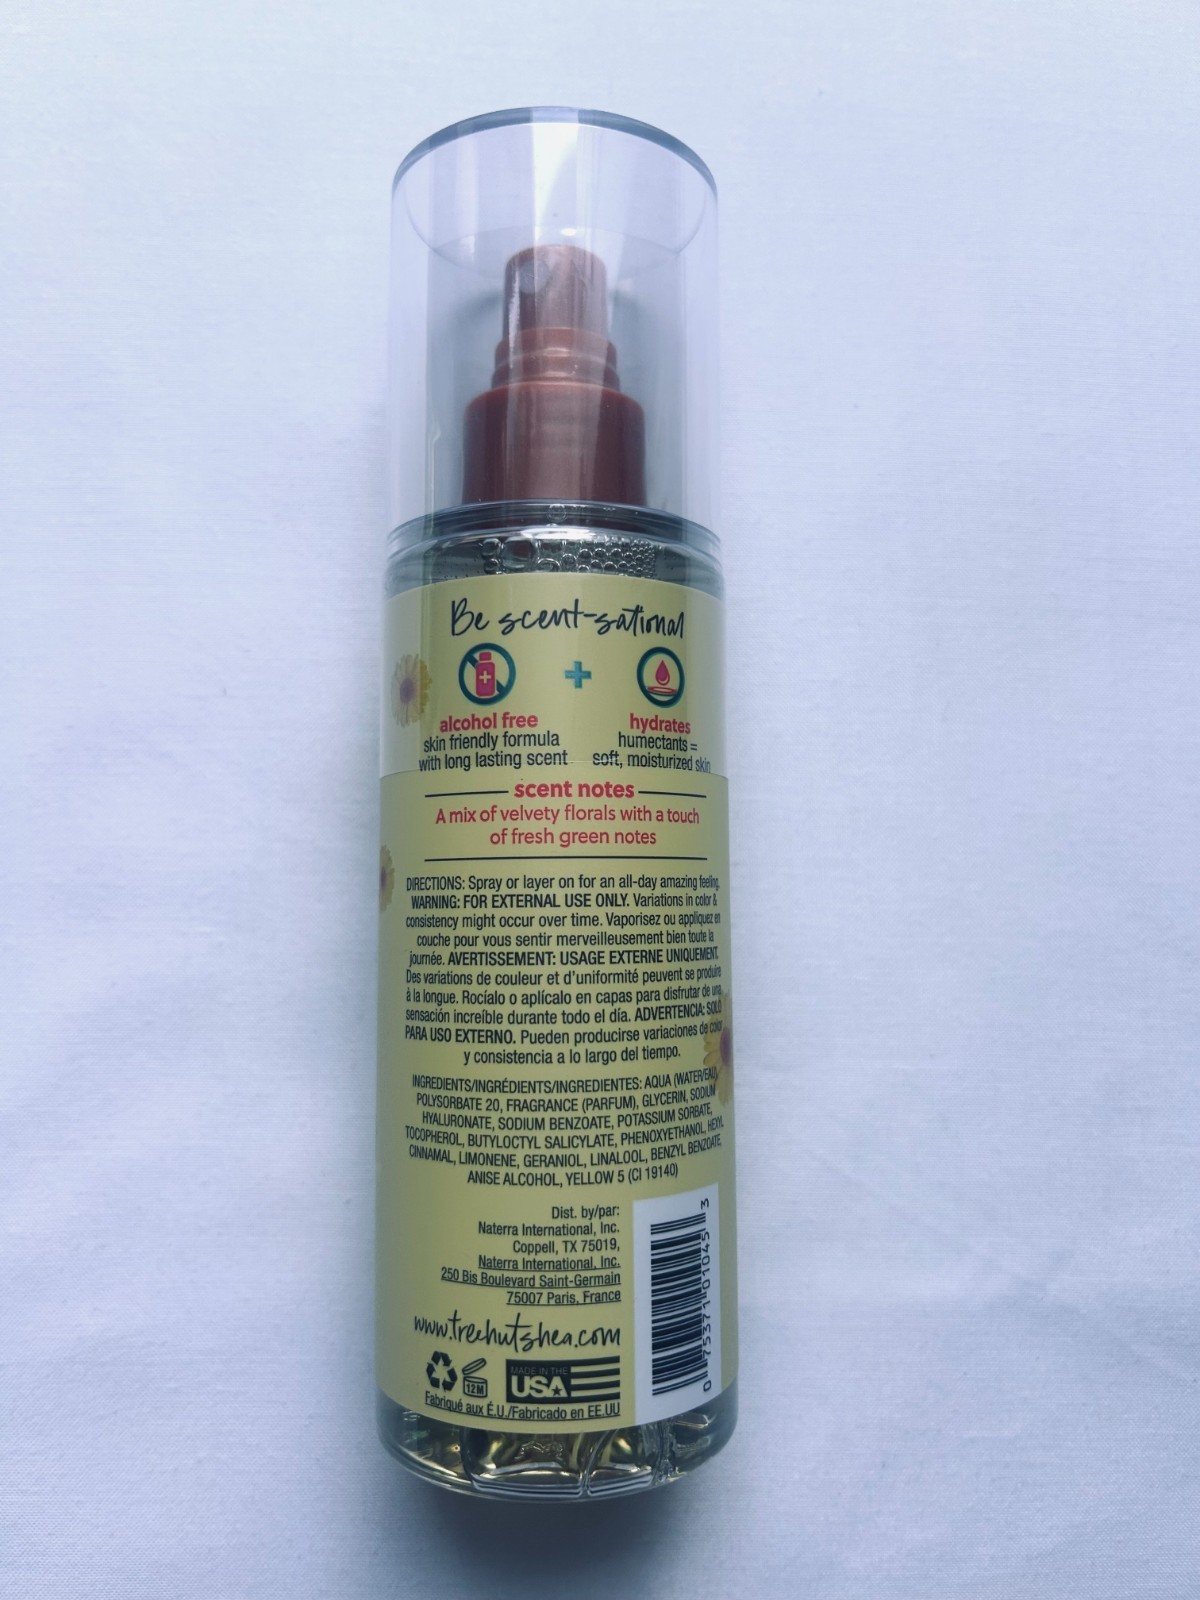 Be scent-sational
alcohol free
skin friendly formula
with long lasting scent
hydrates
humectants =
soft, moisturized skin
scent notes
A mix of velvety florals with a touch
of fresh green notes
DIRECTIONS: Spray or layer on for an all-day amazing feeling.
WARNING: FOR EXTERNAL USE ONLY. Variations in color &
consistency might occur over time. Vaporisez ou appliquez en
couche pour vous sentir merveilleusement bien toute la
journée. AVERTISSEMENT: USAGE EXTERNE UNIQUEMENT.
Des variations de couleur et d'uniformité peuvent se produire
à la longue. Rocíalo o aplícalo en capas para disfrutar de una
sensación increíble durante todo el día. ADVERTENCIA: SOLO
PARA USO EXTERNO. Pueden producirse variaciones de color
y consistencia a lo largo del tiempo.
INGREDIENTS/INGRÉDIENTS/INGREDIENTES: AQUA (WATER/EAU),
POLYSORBATE 20, FRAGRANCE (PARFUM), GLYCERIN, SODIUM
HYALURONATE, SODIUM BENZOATE, POTASSIUM SORBATE,
TOCOPHEROL, BUTYLOCTYL SALICYLATE, PHENOXYETHANOL, HEXYL
CINNAMAL, LIMONENE, GERANIOL, LINALOOL, BENZYL BENZOATE,
ANISE ALCOHOL, YELLOW 5 (CI 19140)
Dist. by/par:
Naterra International, Inc.
Coppell, TX 75019,
Naterra International, Inc.
250 Bis Boulevard Saint-Germain
75007 Paris, France
www.treehutshea.com
12M
MADE IN THE
USA
Fabriqué aux É.U./Fabricado en EE.UU
0 75371 01045 3